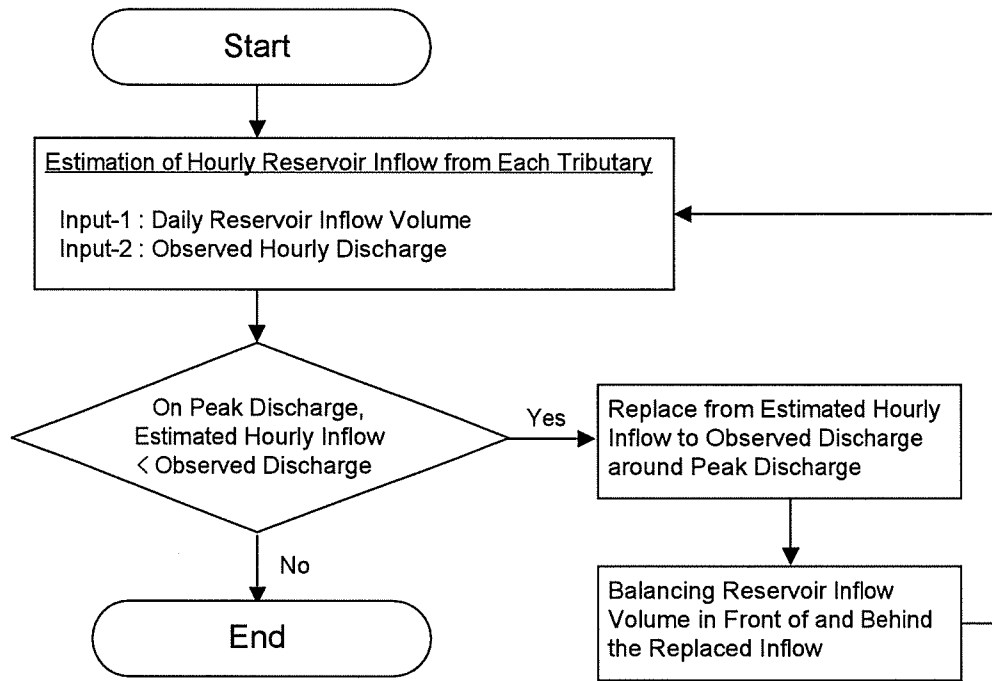 Start
Estimation of Hourly Reservoir Inflow from Each Tributary
Input-1 : Daily Reservoir Inflow Volume
Input-2 : Observed Hourly Discharge
On Peak Discharge,
Estimated Hourly Inflow
< Observed Discharge
Yes
Replace from Estimated Hourly
Inflow to Observed Discharge
around Peak Discharge
No
Balancing Reservoir Inflow
Volume in Front of and Behind
the Replaced Inflow
End